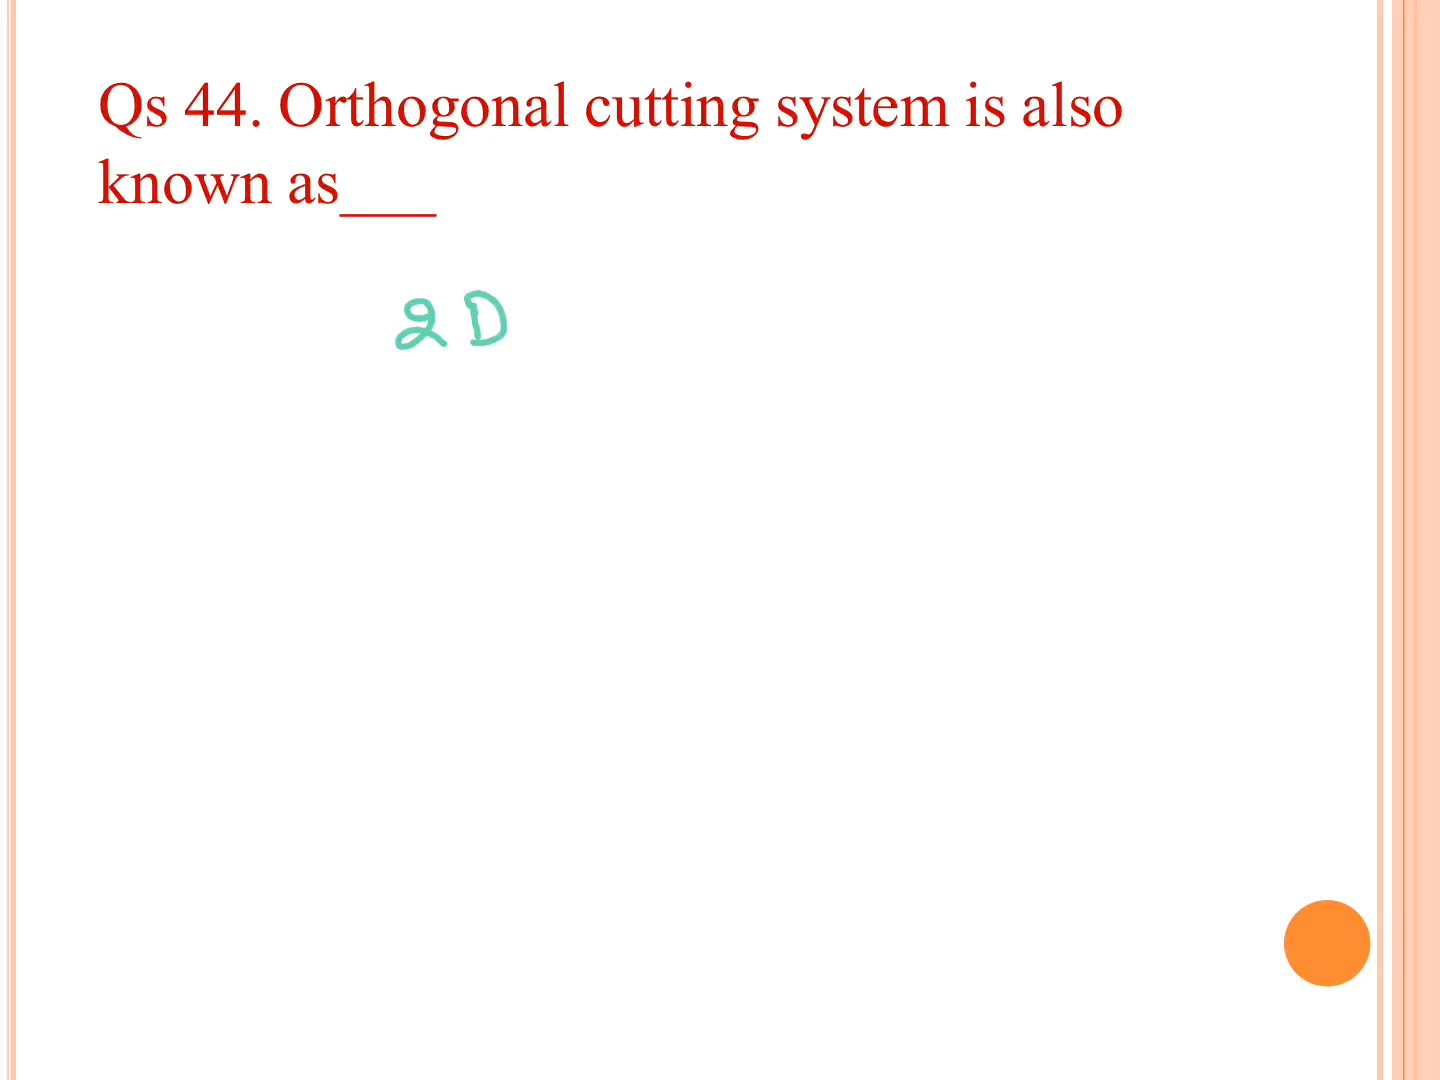 Qs 44. Orthogonal cutting system is also
known as___
2D